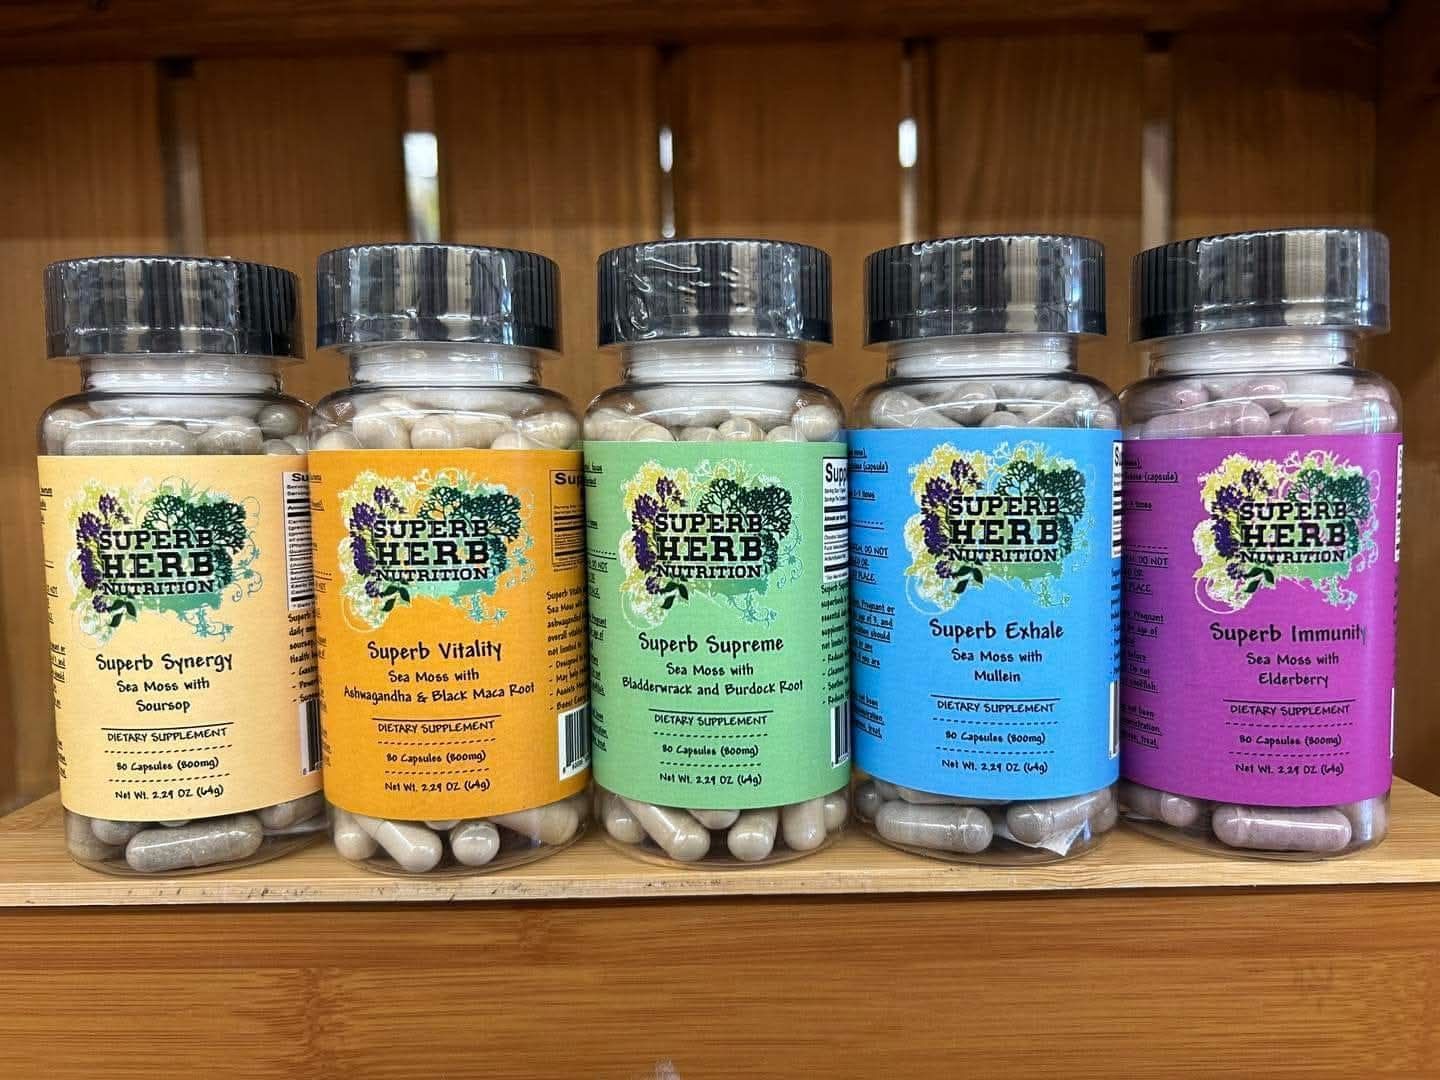 SUPERB
HERB
NUTRITION
Superb Synergy
Sea Moss with
Soursop
DIETARY SUPPLEMENT
80 Capsules (800mg)
Net Wt. 2.29 OZ (64g)
SUPERB
HERB
NUTRITION
Superb Vitality
Sea Moss with
Ashwagandha & Black Maca Root
DIETARY SUPPLEMENT
80 Capsules (800mg)
Net Wt. 2.29 OZ (64g)
SUPERB
HERB
NUTRITION
Superb Supreme
Sea Moss with
Bladderwrack and Burdock Root
DIETARY SUPPLEMENT
80 Capsules (800mg)
Net Wt. 2.29 OZ (64g)
SUPERB
HERB
NUTRITION
Superb Exhale
Sea Moss with
Mullein
DIETARY SUPPLEMENT
80 Capsules (800mg)
Net Wt. 2.29 OZ (64g)
SUPERB
HERB
NUTRITION
Superb Immunity
Sea Moss with
Elderberry
DIETARY SUPPLEMENT
80 Capsules (800mg)
Net Wt. 2.29 OZ (64g)